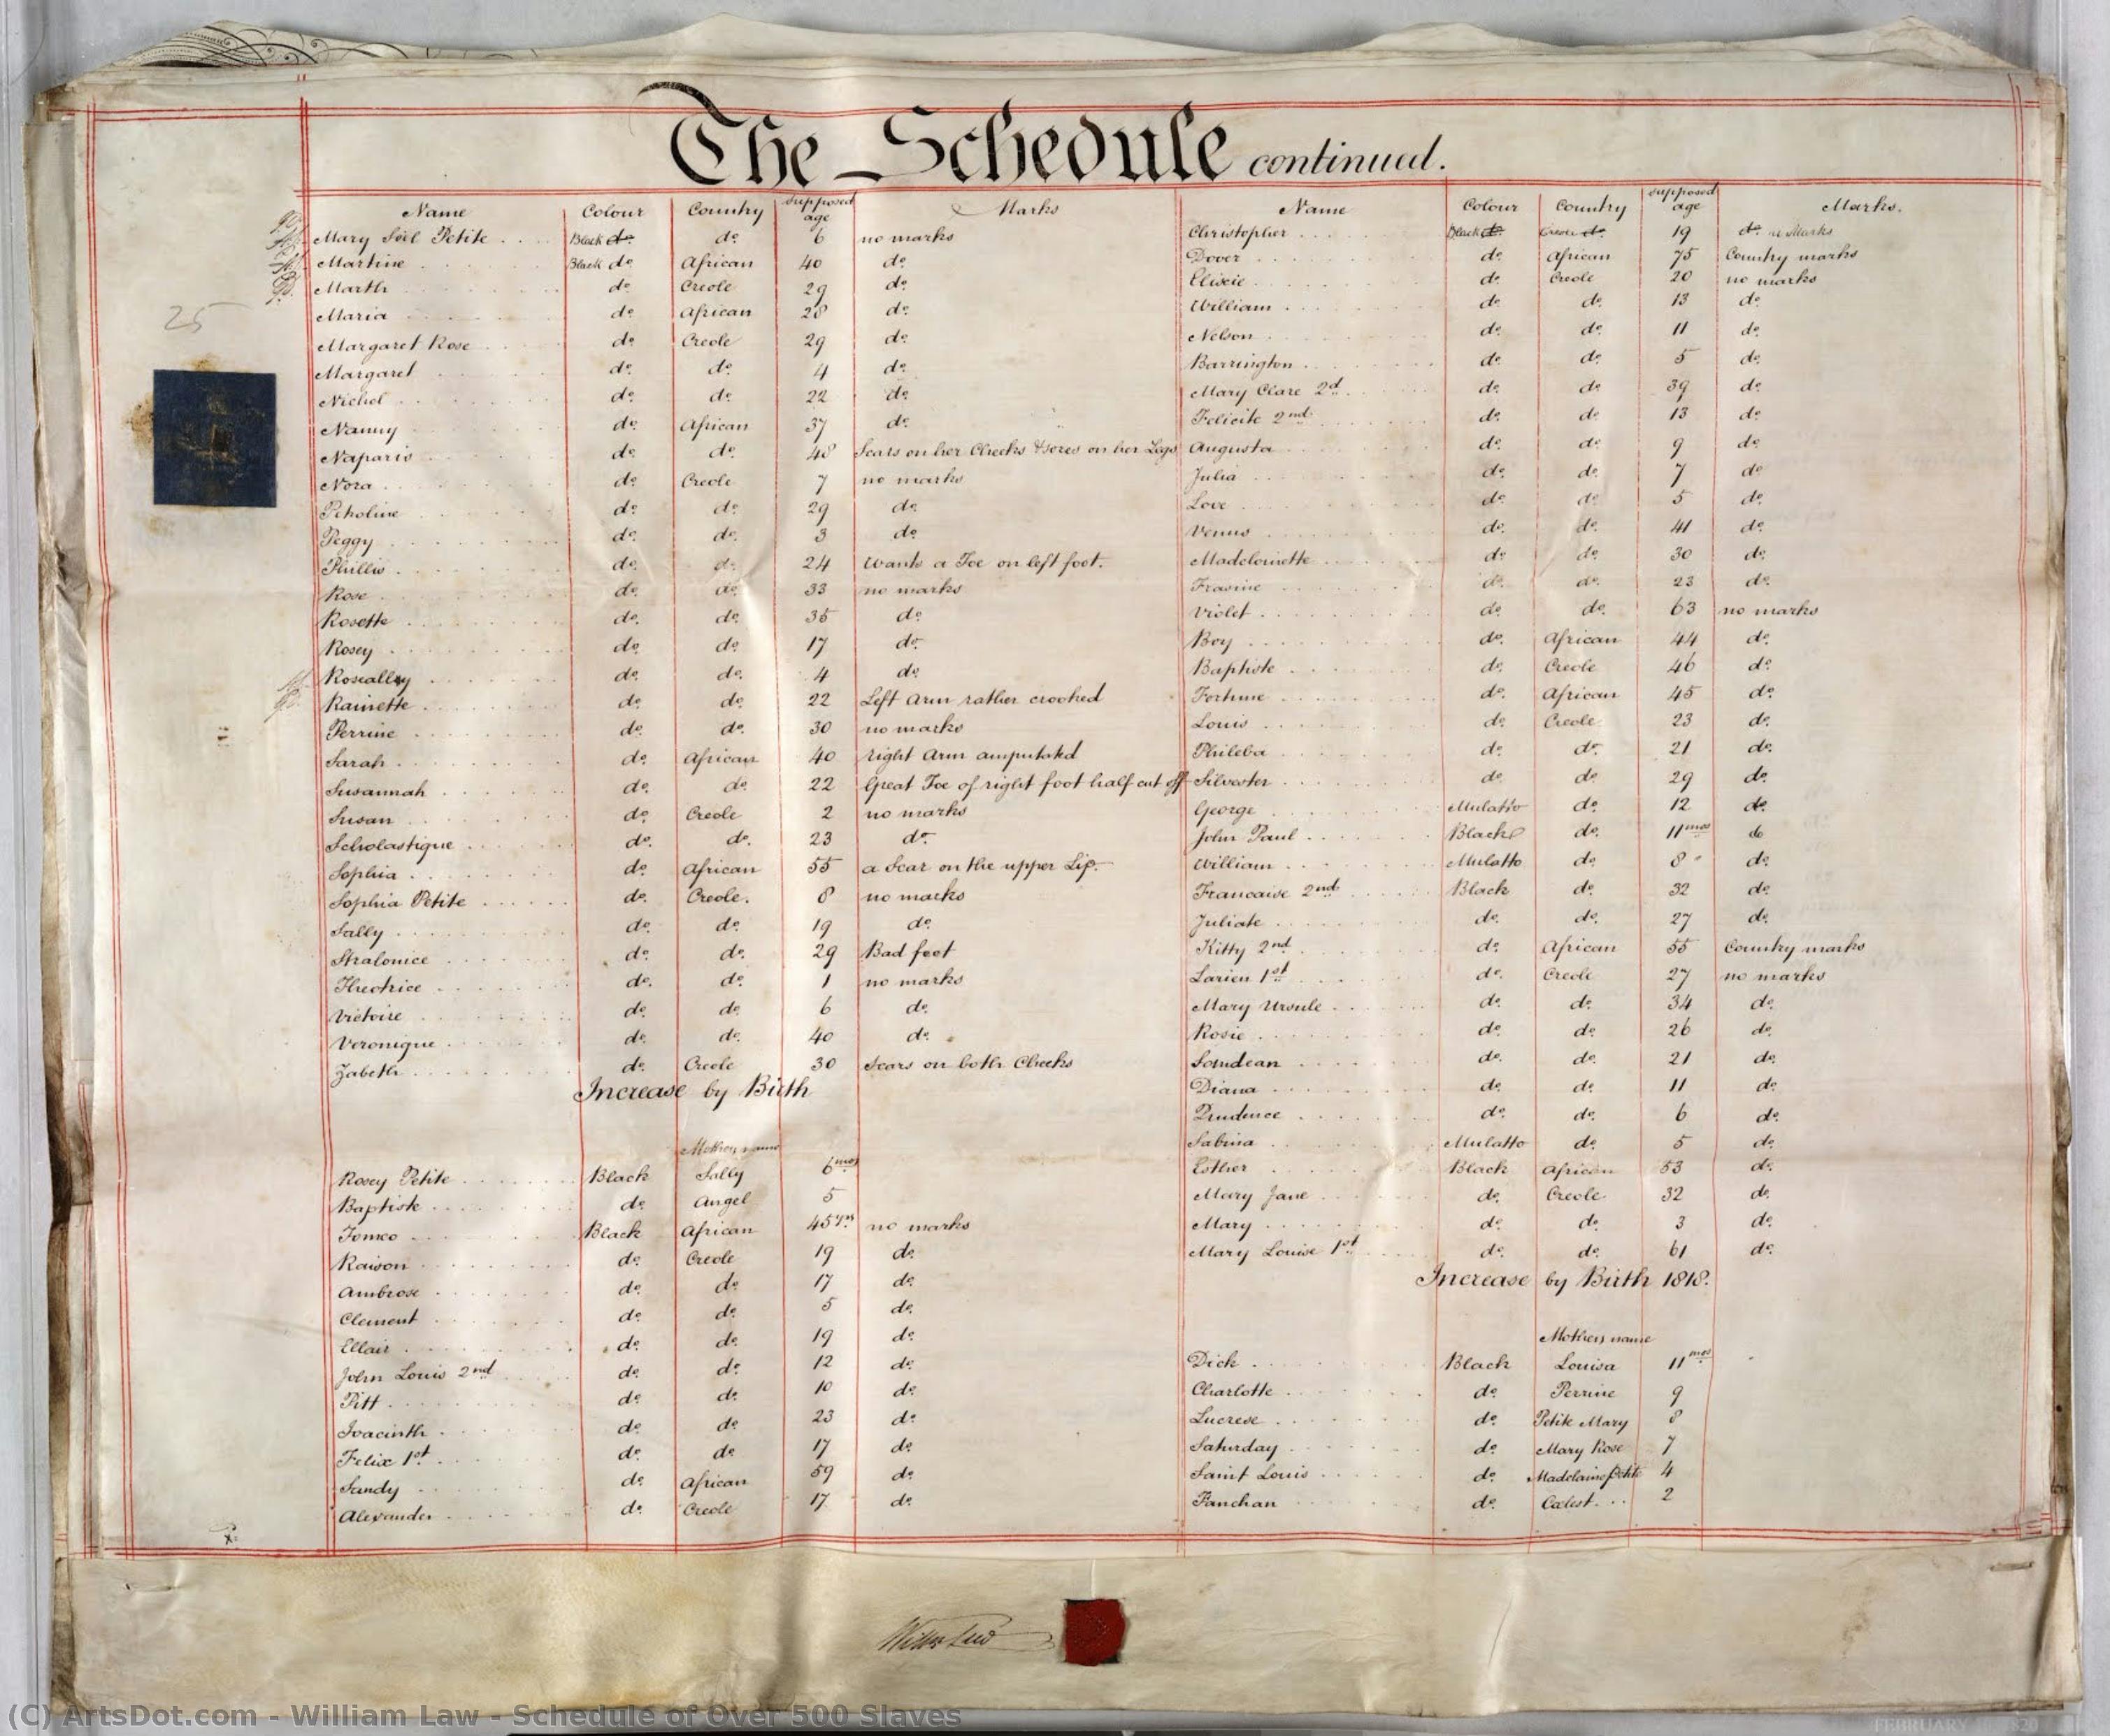 The Schedule continued.
Name Colour Country supposed age Marks
Mary Petite Black do do 6 no marks
Martine Black do African 40 do
Marth do Creole 29 do
Maria do African 28 do
Margaret Rose do Creole 29 do
Margaret do do 4 do
Nichol do do 22 do
Nanny do African 37 do
Naparis do do 48 Scars on her Cheeks & sores on her Legs
Nora do Creole 7 no marks
Pcholine do do 29 do
Peggy do do 3 do
Phillis do do 24 wants a Toe on left foot.
Rose do do 33 no marks
Rosette do do 35 do
Rosey do do 17 do
Rosealley do do 4 do
Rainette do do 22 Left Arm rather crooked
Perrine do do 30 no marks
Sarah do African 40 right Arm amputated
Susannah do do 22 Great Toe of right foot half cut off
Susan do Creole 2 no marks
Scholastique do do 23 do
Sophia do African 55 a Scar on the upper Lip.
Sophia Petite do Creole. 8 no marks
Sally do do 19 do
Stralonice do do 29 Bad feet
Theotrice do do 1 no marks
Victoire do do 6 do
Veronique do do 40 do
Zabeth do Creole 30 Scars on both Cheeks
Increase by Birth
Mothers name
Rosey Petite Black Sally 6 mos
Baptiste do Angel 5
Tomeo Black African 45 yrs no marks
Raison do Creole 19 do
Ambrose do do 17 do
Clement do do 5 do
Ellair do do 19 do
John Louis 2nd do do 12 do
Pitt do do 10 do
Joacinth do do 23 do
Felix 1st do do 17 do
Sandy do African 59 do
Alexander do Creole 17 do
Name Colour Country supposed age Marks.
Christopher Black do Creole do 19 do no Marks
Dover do African 75 Country marks
Elixie do Creole 20 no marks
William do do 13 do
Nelson do do 11 do
Barrington do do 5 do
Mary Clare 2d do do 39 do
Felicite 2nd do do 13 do
Augusta do do 9 do
Julia do do 7 do
Love do do 5 do
Venus do do 41 do
Madeloinette do do 30 do
Frasine do do 23 do
Violet do do 63 no marks
Boy do African 44 do
Baptiste do Creole 46 do
Fortune do African 45 do
Louis do Creole 23 do
Phileba do do 21 do
Silvester do do 29 do
George Mulatto do 12 do
John Paul Black do 11 mos do
William Mulatto do 8 " do
Francaise 2nd Black do 32 do
Juliate do do 27 do
Kitty 2nd do African 55 Country marks
Larien 1st do Creole 27 no marks
Mary Ursule do do 34 do
Rosie do do 26 do
Soudean do do 21 do
Diana do do 11 do
Prudence do do 6 do
Sabina Mulatto do 5 do
Esther Black African 53 do
Mary Jane do Creole 32 do
Mary do do 3 do
Mary Louise 1st do do 61 do
Increase by Birth 1818.
Mothers name
Dick Black Louisa 11 mos
Charlotte do Perrine 9
Lucrese do Petite Mary 8
Saturday do Mary Rose 7
Saint Louis do Madelaine Petite 4
Fanchan do Celest... 2
25
(C) ArtsDot.com - William Law - Schedule of Over 500 Slaves